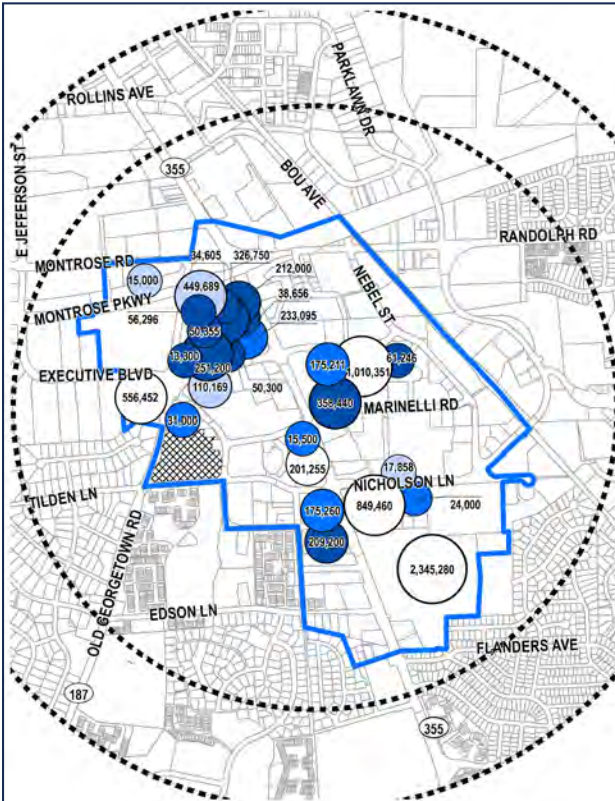 ROLLINS AVE
PARKLAWN DR
E JEFFERSON ST
355
BOU AVE
RANDOLPH RD
MONTROSE RD
34,605
326,750
212,000
NEBEL ST
15,000
449,689
38,656
MONTROSE PKWY
56,296
233,095
50,355
13,300
251,200
175,211
1,010,351
61,246
EXECUTIVE BLVD
110,169
50,300
556,452
358,440
MARINELLI RD
31,000
15,500
201,255
17,858
TILDEN LN
NICHOLSON LN
849,460
24,000
175,260
209,200
OLD GEORGETOWN RD
2,345,280
EDSON LN
FLANDERS AVE
187
355